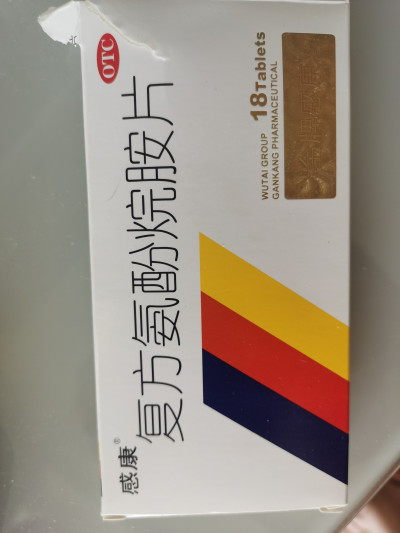 OTC
感康®
复方氨酚烷胺片
18Tablets
WUTAI GROUP
GANKANG PHARMACEUTICAL